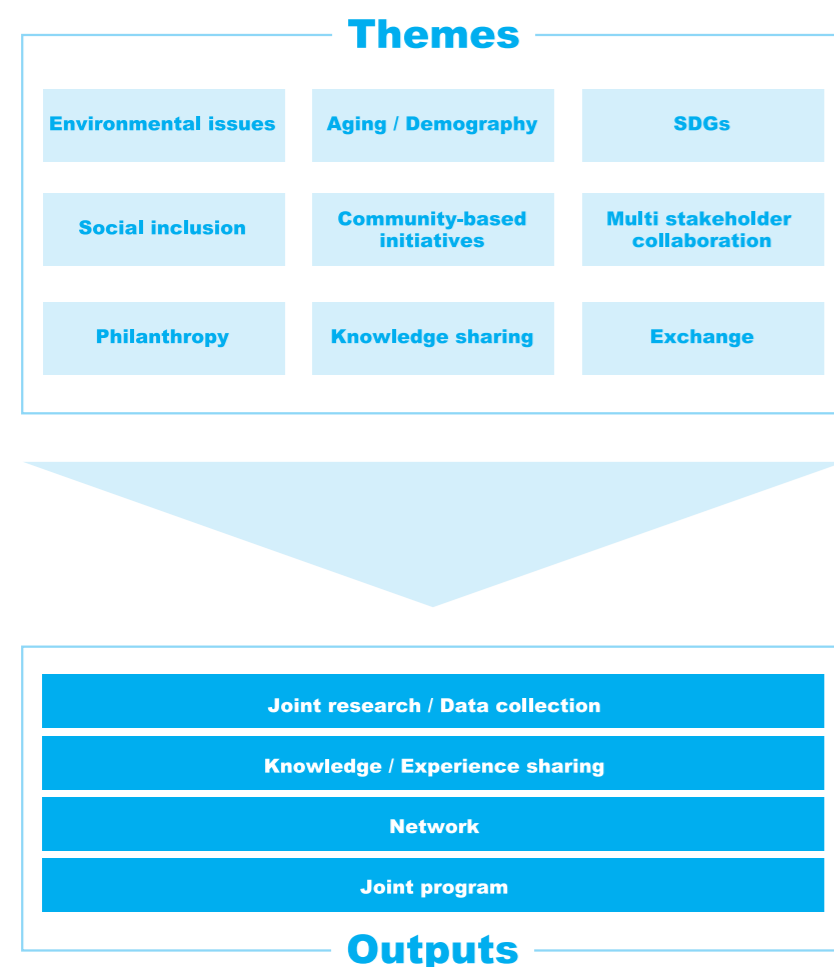 Themes
Environmental issues
Aging / Demography
SDGs
Social inclusion
Community-based
initiatives
Multi stakeholder
collaboration
Philanthropy
Knowledge sharing
Exchange
Joint research / Data collection
Knowledge / Experience sharing
Network
Joint program
Outputs